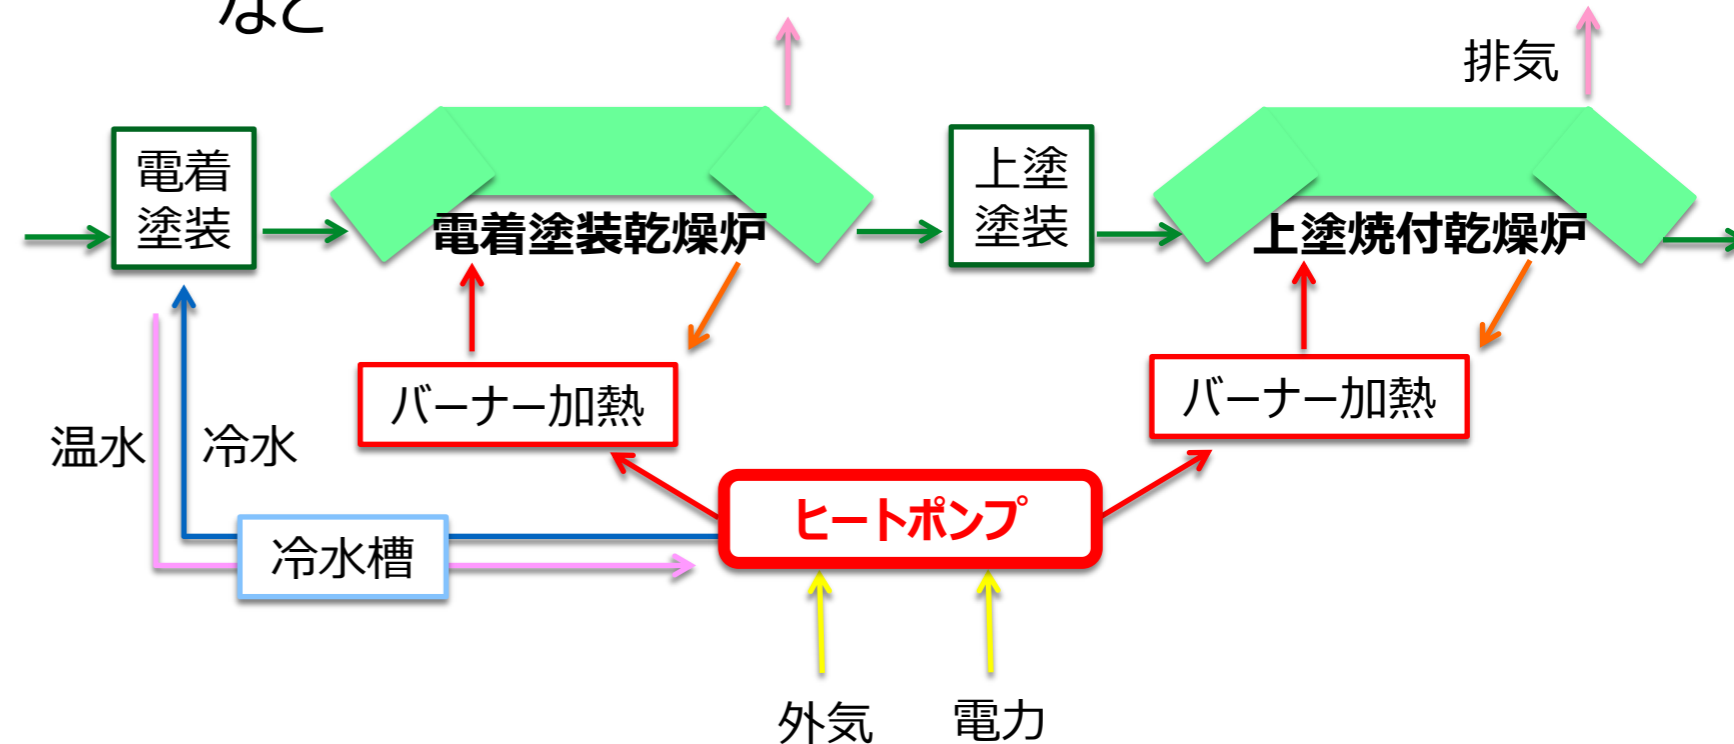 など
排気
電着
塗装
上塗
塗装
電着塗装乾燥炉
上塗焼付乾燥炉
バーナー加熱
バーナー加熱
温水
冷水
ヒートポンプ
冷水槽
外気
電力